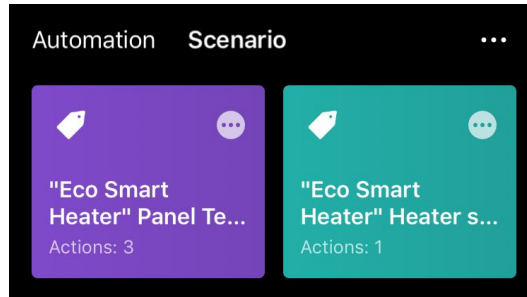 Automation Scenario
"Eco Smart
Heater" Panel Te...
Actions: 3
"Eco Smart
Heater" Heater s...
Actions: 1